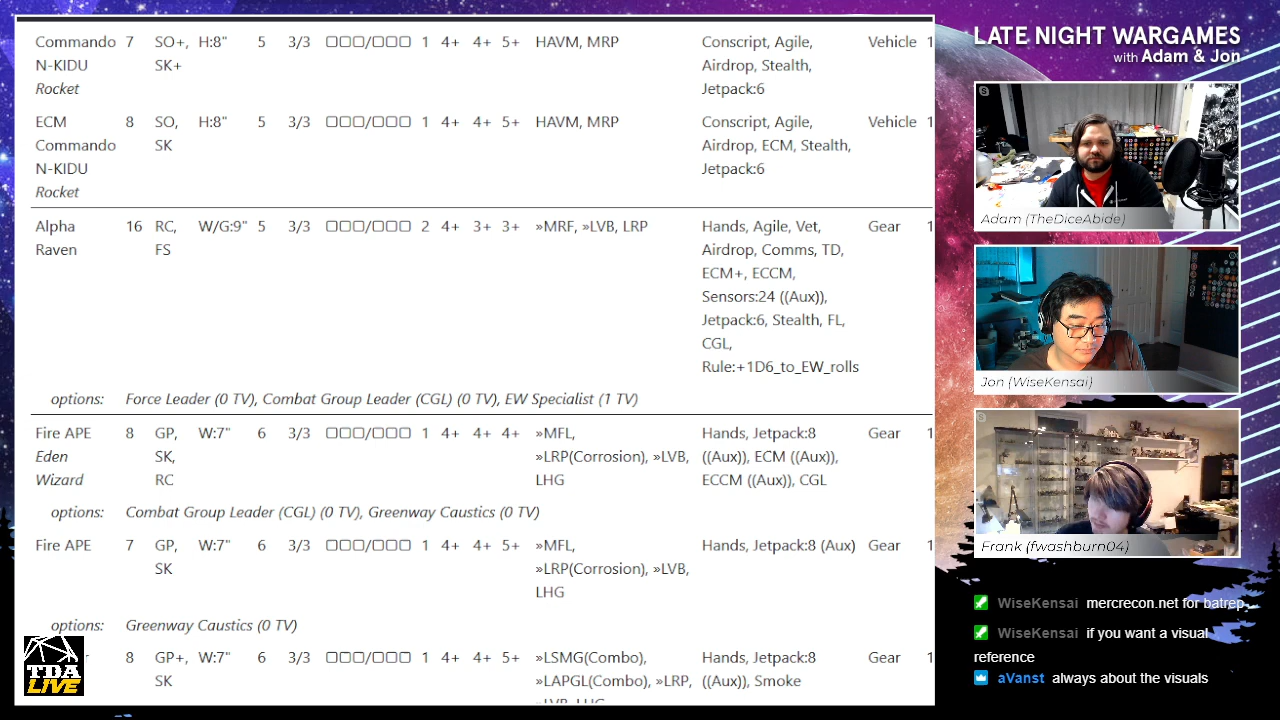 Commando 7 SO+, H:8" 5 3/3 □□□/□□□ 1 4+ 4+ 5+ HAVM, MRP Conscript, Agile, Vehicle 1
N-KIDU SK+ Airdrop, Stealth,
Rocket Jetpack:6
ECM 8 SO, H:8" 5 3/3 □□□/□□□ 1 4+ 4+ 5+ HAVM, MRP Conscript, Agile, Vehicle 1
Commando SK Airdrop, ECM, Stealth,
N-KIDU Jetpack:6
Rocket
Alpha 16 RC, W/G:9" 5 3/3 □□□/□□□ 2 4+ 3+ 3+ »MRF, »LVB, LRP Hands, Agile, Vet, Gear 1
Raven FS Airdrop, Comms, TD,
ECM+, ECCM,
Sensors:24 ((Aux)),
Jetpack:6, Stealth, FL,
CGL,
Rule:+1D6_to_EW_rolls
options: Force Leader (0 TV), Combat Group Leader (CGL) (0 TV), EW Specialist (1 TV)
Fire APE 8 GP, W:7" 6 3/3 □□□/□□□ 1 4+ 4+ 4+ »MFL, Hands, Jetpack:8 Gear 1
Eden SK, »LRP(Corrosion), »LVB, ((Aux)), ECM ((Aux)),
Wizard RC LHG ECCM ((Aux)), CGL
options: Combat Group Leader (CGL) (0 TV), Greenway Caustics (0 TV)
Fire APE 7 GP, W:7" 6 3/3 □□□/□□□ 1 4+ 4+ 5+ »MFL, Hands, Jetpack:8 (Aux) Gear 1
SK »LRP(Corrosion), »LVB,
LHG
options: Greenway Caustics (0 TV)
8 GP+, W:7" 6 3/3 □□□/□□□ 1 4+ 4+ 5+ »LSMG(Combo), Hands, Jetpack:8 Gear 1
SK »LAPGL(Combo), »LRP, ((Aux)), Smoke
»LVB, LHG
TDA
LIVE
LATE NIGHT WARGAMES
with Adam & Jon
Adam (TheDiceAbide)
Jon (WiseKensai)
Frank (fwashburn04)
WiseKensai mercrecon.net for batrep
WiseKensai if you want a visual
reference
aVanst always about the visuals